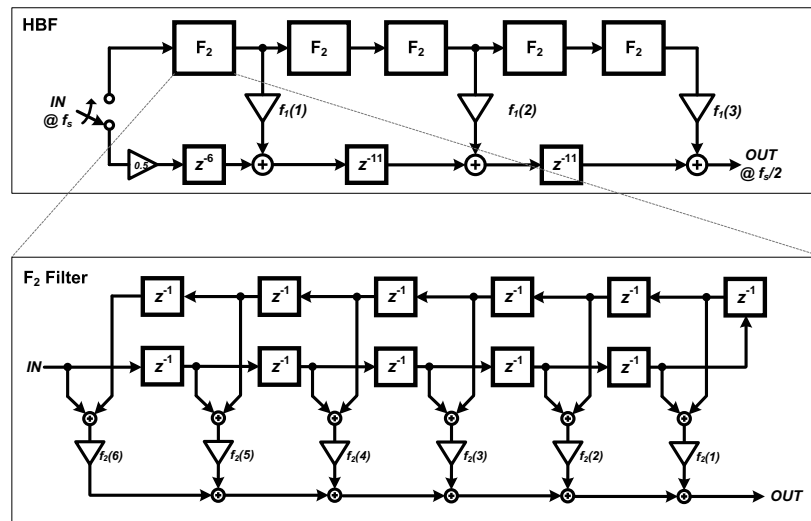 HBF
F₂ F₂ F₂ F₂ F₂
IN
@ fₛ
f₁(1) f₁(2) f₁(3)
0.5 z⁻⁶ + z⁻¹¹ + z⁻¹¹ + OUT
@ fₛ/2
F₂ Filter
z⁻¹ z⁻¹ z⁻¹ z⁻¹ z⁻¹ z⁻¹
IN z⁻¹ z⁻¹ z⁻¹ z⁻¹ z⁻¹
+ + + + + +
f₂(6) f₂(5) f₂(4) f₂(3) f₂(2) f₂(1)
+ + + + + OUT